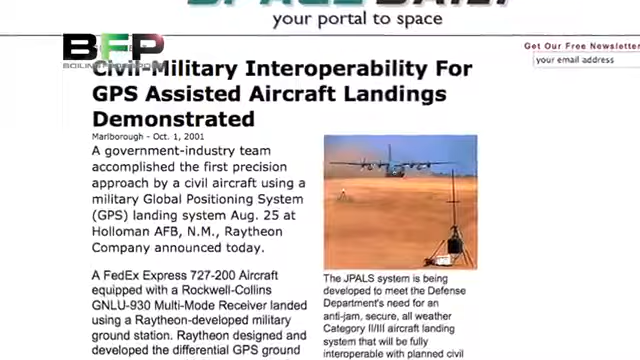 SPACE DAILY
your portal to space
Get Our Free Newsletter
your email address
BFP
Civil-Military Interoperability For
GPS Assisted Aircraft Landings
Demonstrated
Marlborough - Oct. 1, 2001
A government-industry team
accomplished the first precision
approach by a civil aircraft using a
military Global Positioning System
(GPS) landing system Aug. 25 at
Holloman AFB, N.M., Raytheon
Company announced today.
A FedEx Express 727-200 Aircraft
equipped with a Rockwell-Collins
GNLU-930 Multi-Mode Receiver landed
using a Raytheon-developed military
ground station. Raytheon designed and
developed the differential GPS ground
The JPALS system is being
developed to meet the Defense
Department's need for an
anti-jam, secure, all weather
Category II/III aircraft landing
system that will be fully
interoperable with planned civil